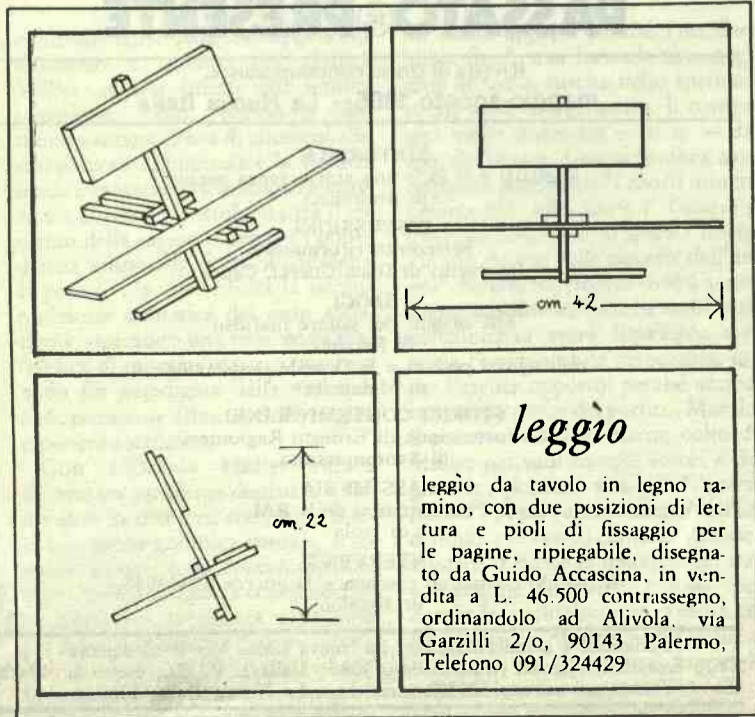 cm. 42
cm. 22
leggìo
leggìo da tavolo in legno ra-
mino, con due posizioni di let-
tura e pioli di fissaggio per
le pagine, ripiegabile, disegna-
to da Guido Accascina, in ven-
dita a L. 46.500 contrassegno,
ordinandolo ad Alivola, via
Garzilli 2/o, 90143 Palermo,
Telefono 091/324429